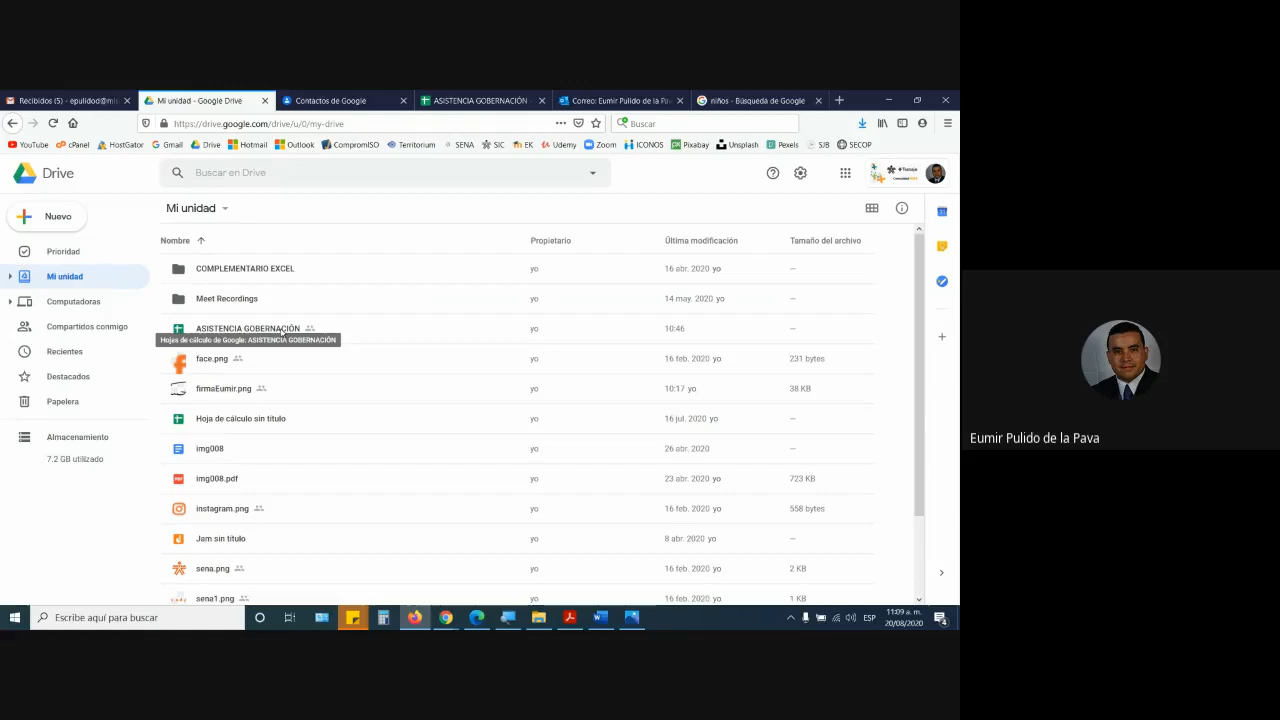 Recibidos (5) - epulidod@mis
Mi unidad - Google Drive
Contactos de Google
ASISTENCIA GOBERNACIÓN
Correo: Eumir Pulido de la Pav
niños - Búsqueda de Google
https://drive.google.com/drive/u/0/my-drive
Buscar
YouTube cPanel HostGator Gmail Drive Hotmail Outlook CompromISO Territorium SENA SIC EK Udemy Zoom ICONOS Pixabay Unsplash Pexels SJB SECOP
Drive
Buscar en Drive
Nuevo
Prioridad
Mi unidad
Computadoras
Compartidos conmigo
Recientes
Destacados
Papelera
Almacenamiento
7.2 GB utilizado
Mi unidad
Nombre Propietario Última modificación Tamaño del archivo
COMPLEMENTARIO EXCEL yo 16 abr. 2020 yo —
Meet Recordings yo 14 may. 2020 yo —
ASISTENCIA GOBERNACIÓN yo 10:46 —
Hojas de cálculo de Google: ASISTENCIA GOBERNACIÓN
face.png yo 16 feb. 2020 yo 231 bytes
firmaEumir.png yo 10:17 yo 38 KB
Hoja de cálculo sin título yo 16 jul. 2020 yo —
img008 yo 26 abr. 2020 —
img008.pdf yo 23 abr. 2020 yo 723 KB
instagram.png yo 16 feb. 2020 yo 558 bytes
Jam sin título yo 8 abr. 2020 yo —
sena.png yo 16 feb. 2020 yo 2 KB
sena1.png yo 16 feb. 2020 yo 1 KB
Escribe aquí para buscar
ESP
11:09 a. m.
20/08/2020
Eumir Pulido de la Pava